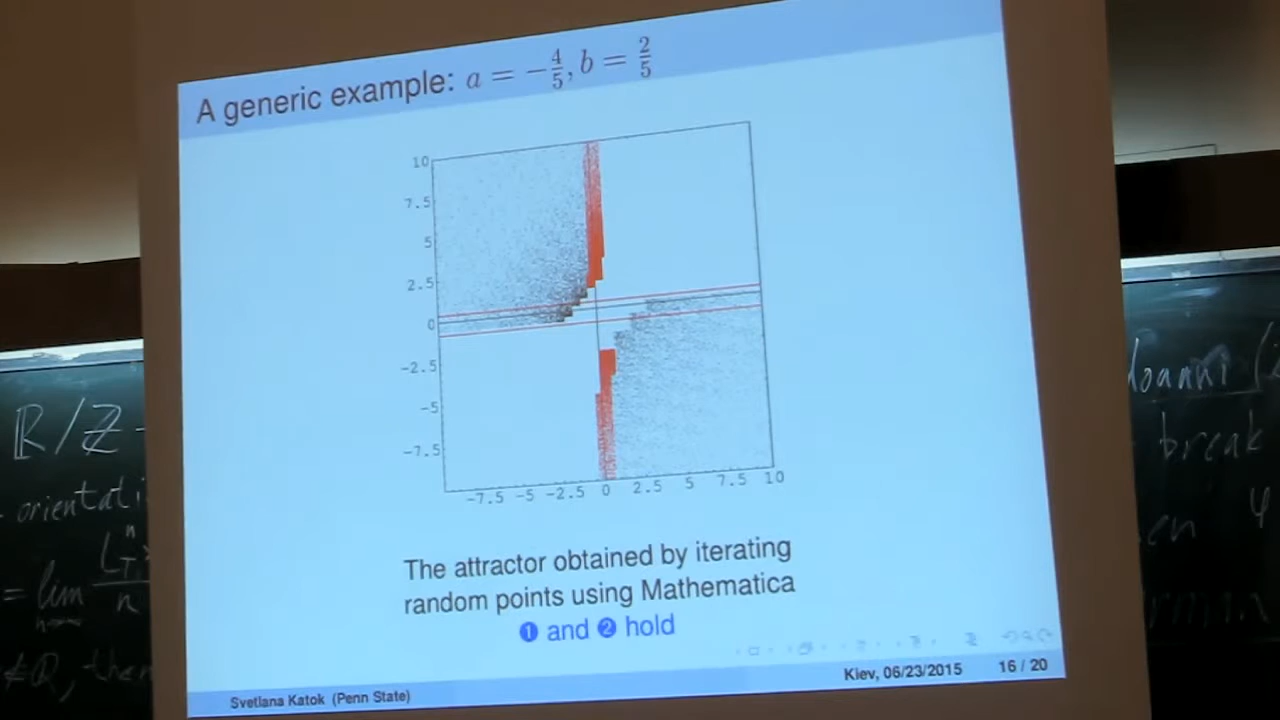 A generic example: a = −4/5, b = 2/5
10
7.5
5
2.5
0
−2.5
−5
−7.5
−7.5 −5 −2.5 0 2.5 5 7.5 10
The attractor obtained by iterating
random points using Mathematica
❶ and ❷ hold
Svetlana Katok (Penn State)
Kiev, 06/23/2015
16 / 20
ℝ/ℤ
orientati
= lim
n
break